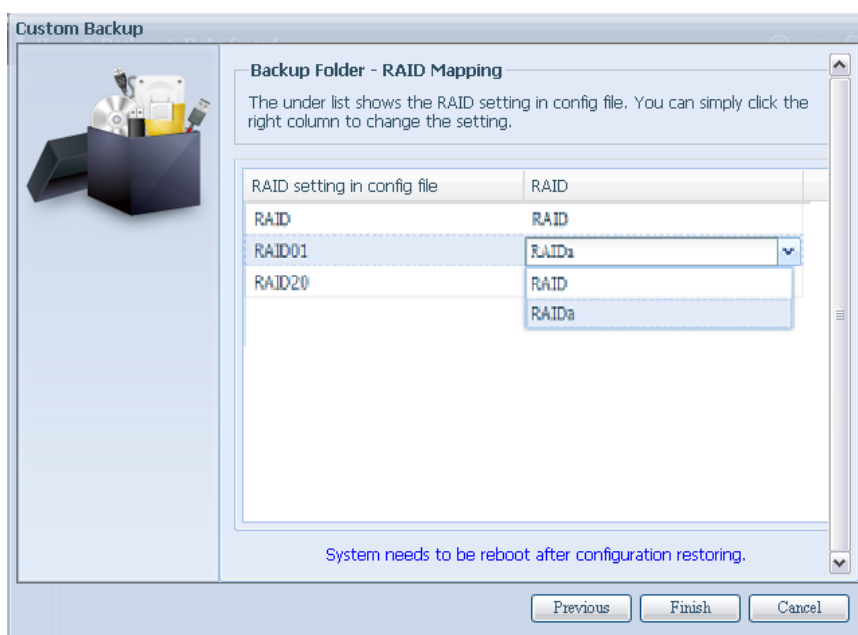 Custom Backup
Backup Folder - RAID Mapping
The under list shows the RAID setting in config file. You can simply click the
right column to change the setting.
RAID setting in config file RAID
RAID RAID
RAID01 RAIDa
RAID20 RAID
RAIDa
System needs to be reboot after configuration restoring.
Previous Finish Cancel